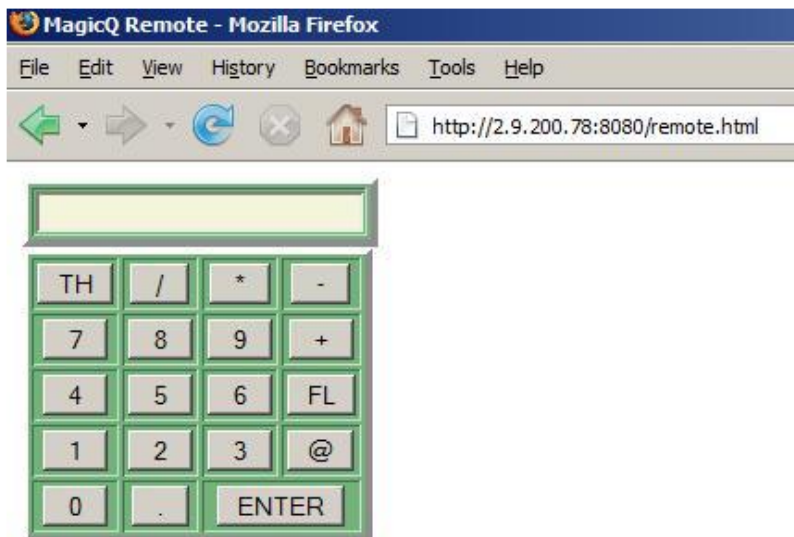 MagicQ Remote - Mozilla Firefox
File Edit View History Bookmarks Tools Help
http://2.9.200.78:8080/remote.html
TH / * -
7 8 9 +
4 5 6 FL
1 2 3 @
0 . ENTER